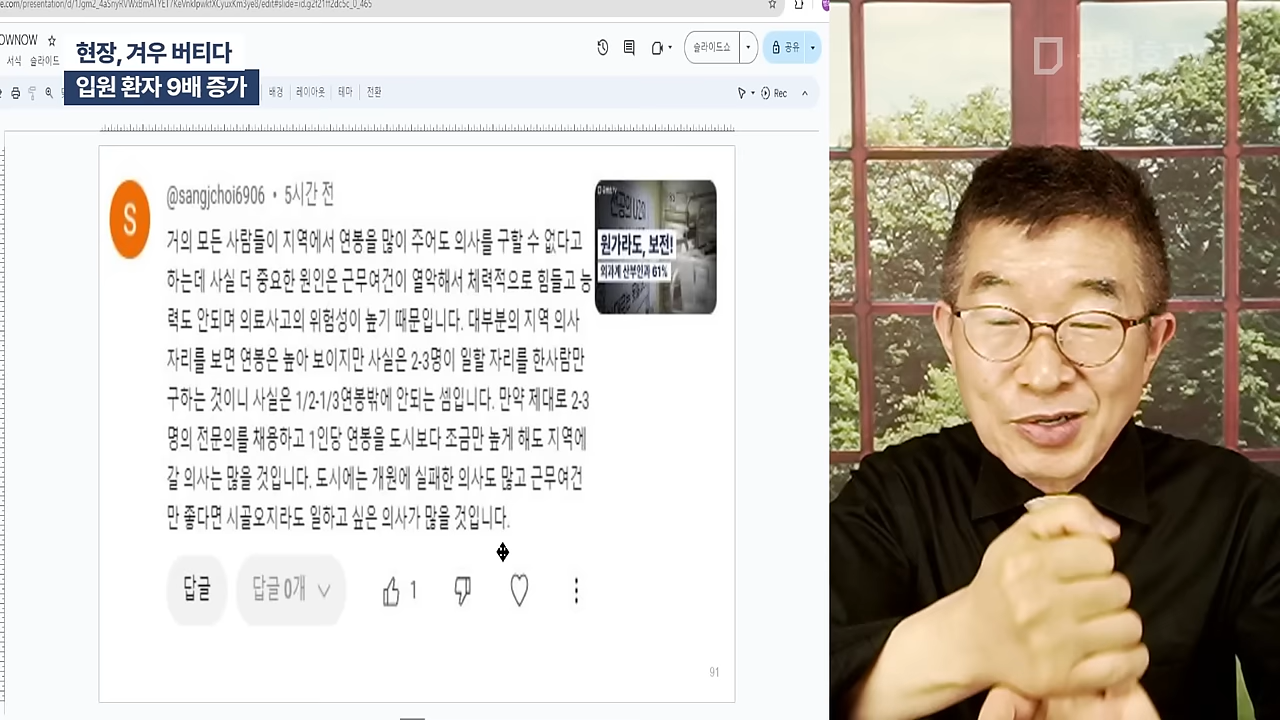 현장, 겨우 버티다
입원 환자 9배 증가
서식 슬라이드
슬라이드쇼
공유
배경 레이아웃 테마 전환
Rec
@sangjchoi6906 • 5시간 전
거의 모든 사람들이 지역에서 연봉을 많이 주어도 의사를 구할 수 없다고
하는데 사실 더 중요한 원인은 근무여건이 열악해서 체력적으로 힘들고 능
력도 안되며 의료사고의 위험성이 높기 때문입니다. 대부분의 지역 의사
자리를 보면 연봉은 높아 보이지만 사실은 2-3명이 일할 자리를 한사람만
구하는 것이니 사실은 1/2-1/3연봉밖에 안되는 셈입니다. 만약 제대로 2-3
명의 전문의를 채용하고 1인당 연봉을 도시보다 조금만 높게 해도 지역에
갈 의사는 많을 것입니다. 도시에는 개원에 실패한 의사도 많고 근무여건
만 좋다면 시골오지라도 일하고 싶은 의사가 많을 것입니다.
S
원가라도, 보전!
외과계 산부인과 61%
답글
답글 0개
1
91